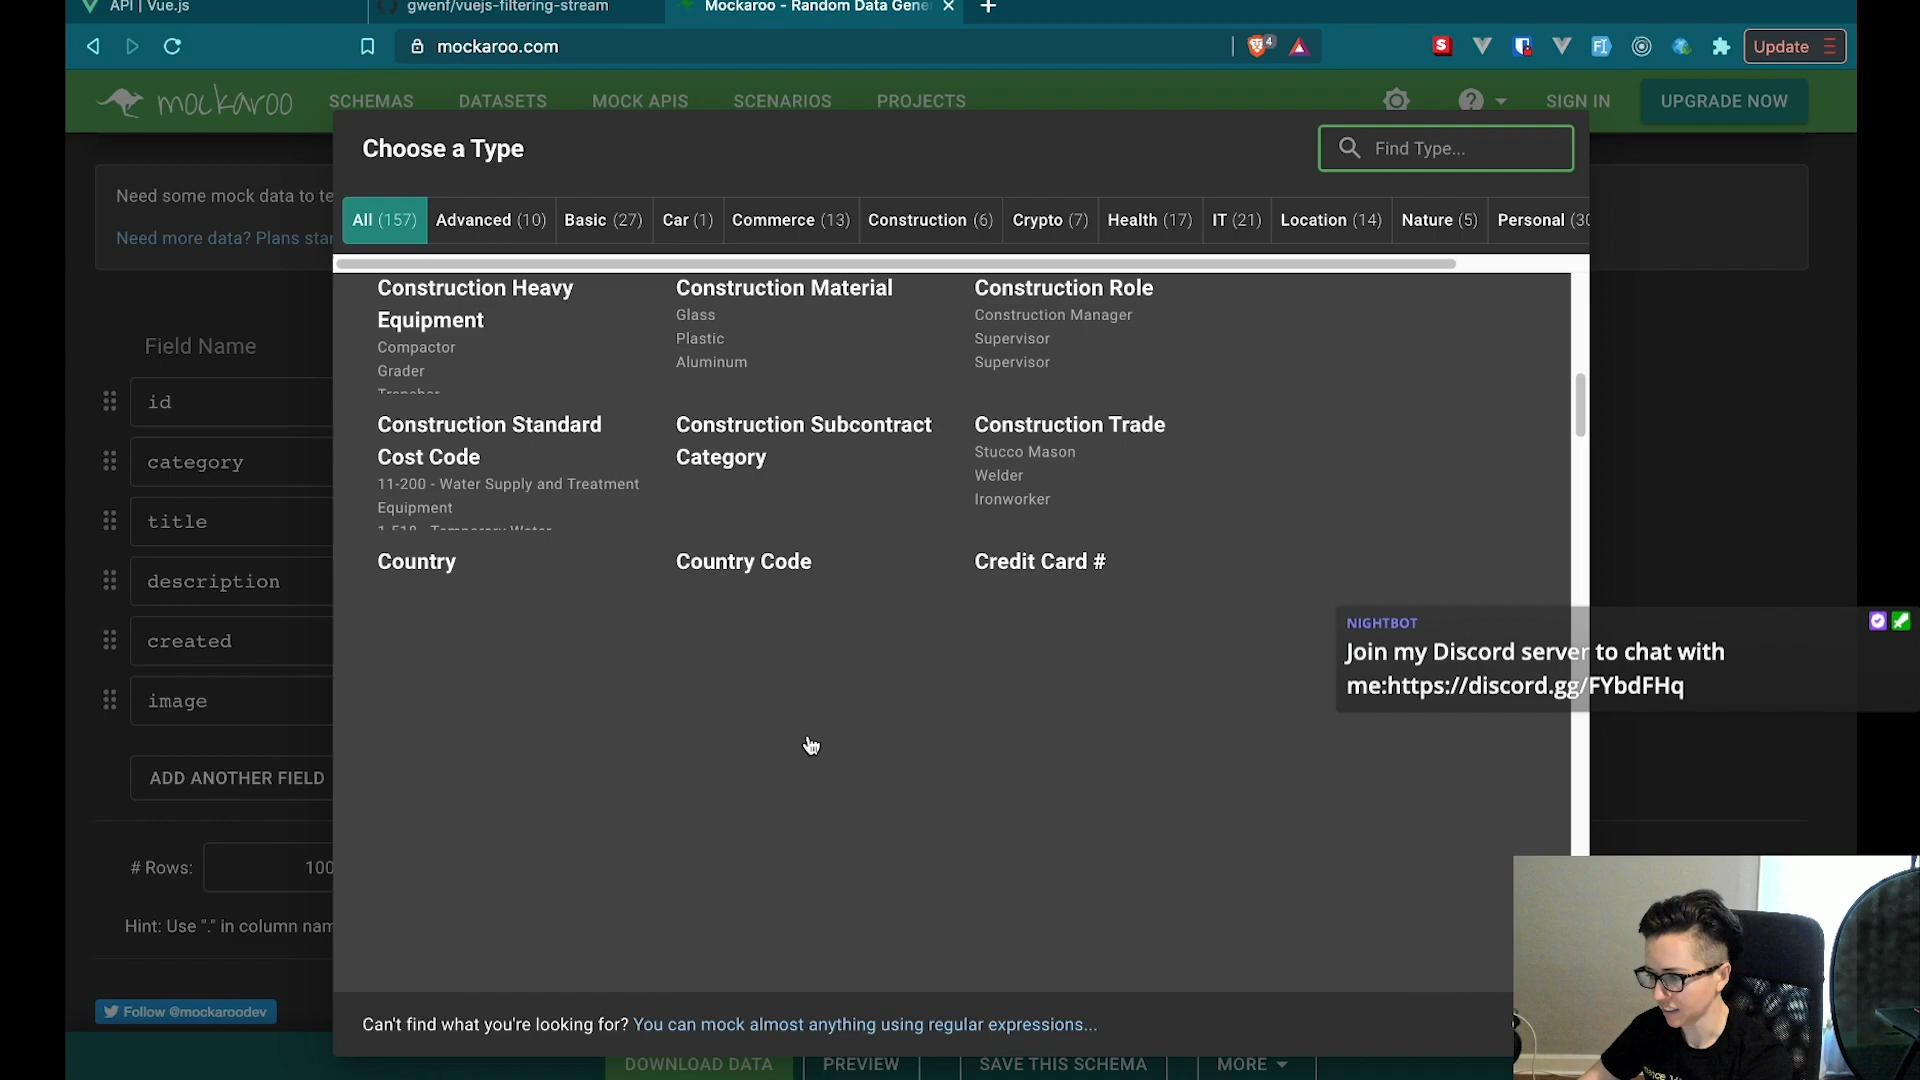 API | Vue.js
gwenf/vuejs-filtering-stream
Mockaroo - Random Data Gene
mockaroo.com
4
Update
mockaroo
SCHEMAS
DATASETS
MOCK APIS
SCENARIOS
PROJECTS
SIGN IN
UPGRADE NOW
Choose a Type
Find Type...
Need some mock data to te
Need more data? Plans star
All (157)
Advanced (10)
Basic (27)
Car (1)
Commerce (13)
Construction (6)
Crypto (7)
Health (17)
IT (21)
Location (14)
Nature (5)
Personal (30
Construction Heavy
Equipment
Compactor
Grader
Construction Material
Glass
Plastic
Aluminum
Construction Role
Construction Manager
Supervisor
Supervisor
Field Name
id
category
title
description
created
image
Construction Standard
Cost Code
11-200 - Water Supply and Treatment
Equipment
Construction Subcontract
Category
Construction Trade
Stucco Mason
Welder
Ironworker
Country
Country Code
Credit Card #
NIGHTBOT
Join my Discord server to chat with
me:https://discord.gg/FYbdFHq
ADD ANOTHER FIELD
# Rows:
100
Hint: Use "." in column nam
Follow @mockaroodev
Can't find what you're looking for? You can mock almost anything using regular expressions...
DOWNLOAD DATA
PREVIEW
SAVE THIS SCHEMA
MORE